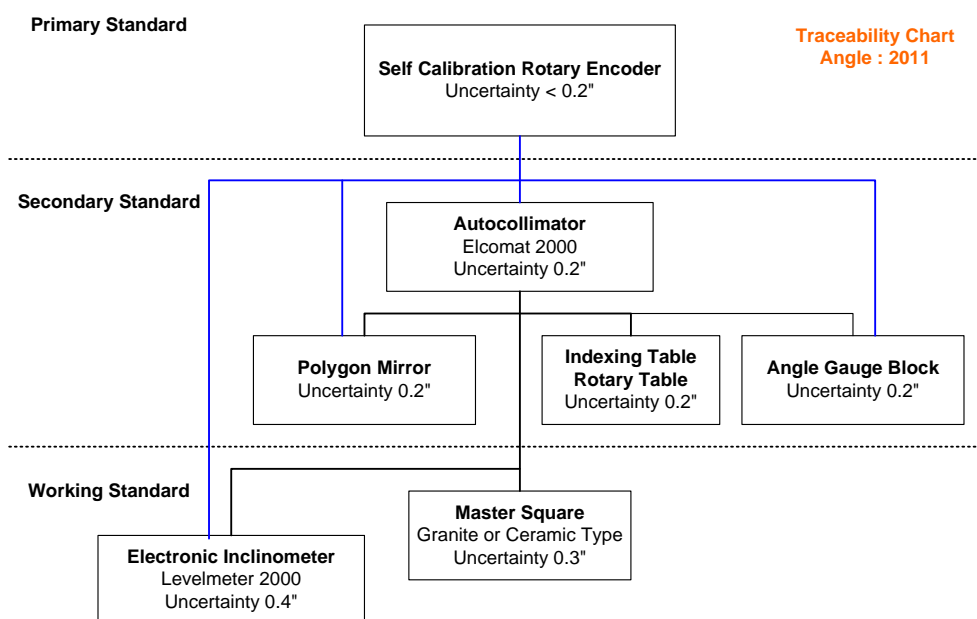 Primary Standard
Traceability Chart
Angle : 2011
Self Calibration Rotary Encoder
Uncertainty < 0.2"
Secondary Standard
Autocollimator
Elcomat 2000
Uncertainty 0.2"
Polygon Mirror
Uncertainty 0.2"
Indexing Table
Rotary Table
Uncertainty 0.2"
Angle Gauge Block
Uncertainty 0.2"
Working Standard
Master Square
Granite or Ceramic Type
Uncertainty 0.3"
Electronic Inclinometer
Levelmeter 2000
Uncertainty 0.4"